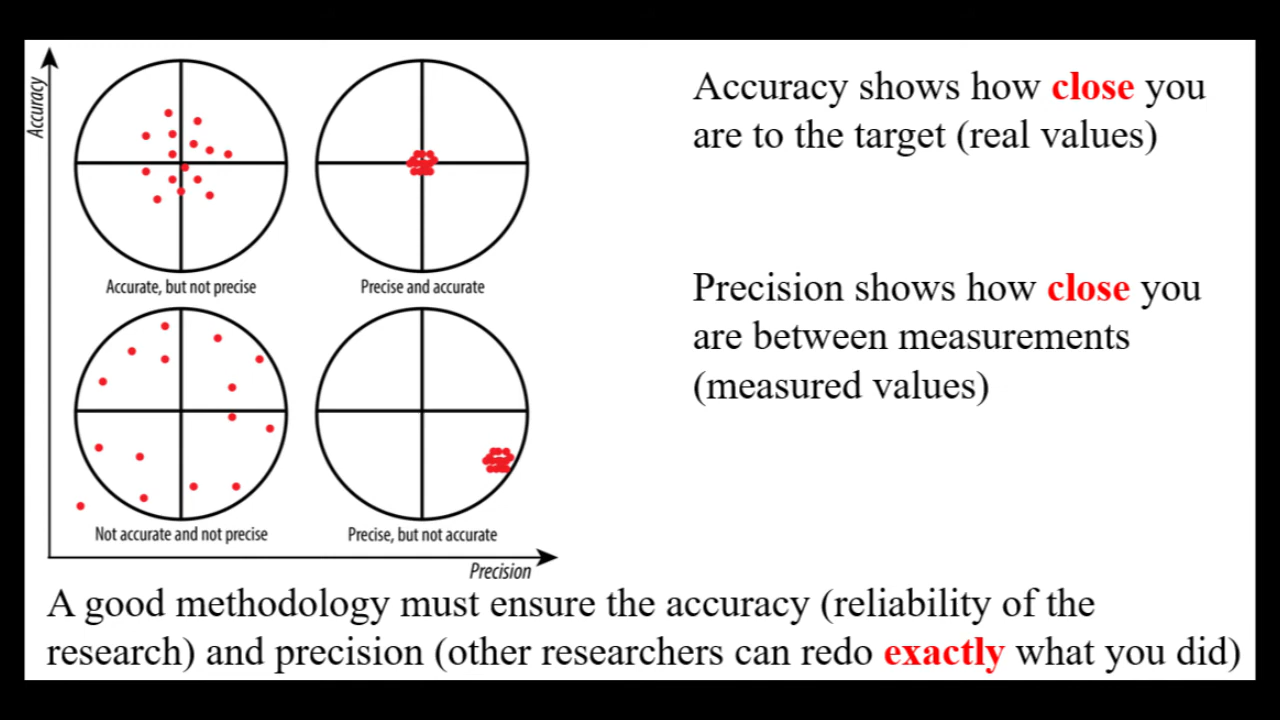 Accuracy
Accurate, but not precise
Precise and accurate
Not accurate and not precise
Precise, but not accurate
Precision
Accuracy shows how close you
are to the target (real values)
Precision shows how close you
are between measurements
(measured values)
A good methodology must ensure the accuracy (reliability of the
research) and precision (other researchers can redo exactly what you did)